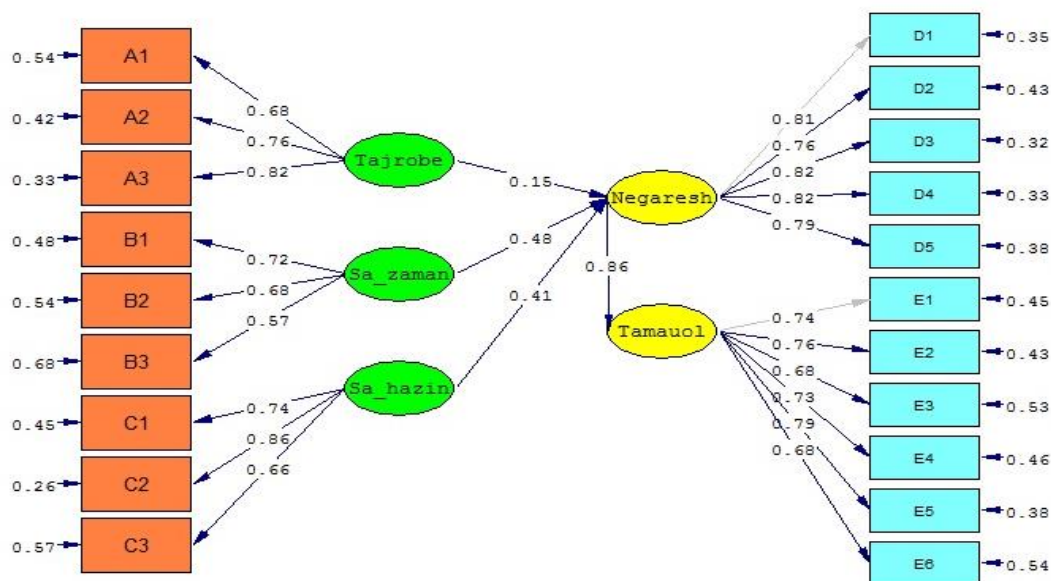 0.54 A1
0.42 A2
0.33 A3
0.48 B1
0.54 B2
0.68 B3
0.45 C1
0.26 C2
0.57 C3
0.68
0.76
0.82
0.72
0.68
0.57
0.74
0.86
0.66
Tajrobe
Sa_zaman
Sa_hazin
0.15
0.48
0.41
Negaresh
0.86
Tamauol
0.81
0.76
0.82
0.82
0.79
0.74
0.76
0.68
0.73
0.79
0.68
D1 0.35
D2 0.43
D3 0.32
D4 0.33
D5 0.38
E1 0.45
E2 0.43
E3 0.53
E4 0.46
E5 0.38
E6 0.54